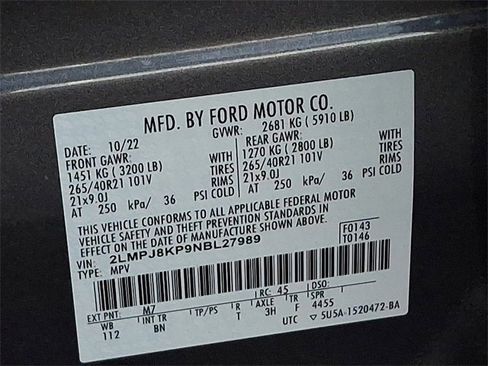 MFD. BY FORD MOTOR CO.
DATE: 10/22 GVWR: 2681 KG ( 5910 LB)
FRONT GAWR: REAR GAWR:
1451 KG ( 3200 LB) WITH 1270 KG ( 2800 LB) WITH
265/40R21 101V TIRES 265/40R21 101V TIRES
21x9.0J RIMS 21x9.0J RIMS
AT 250 kPa/ 36 PSI COLD AT 250 kPa/ 36 PSI COLD
THIS VEHICLE CONFORMS TO ALL APPLICABLE FEDERAL MOTOR
VEHICLE SAFETY AND THEFT PREVENTION STANDARDS IN
EFFECT ON THE DATE OF MANUFACTURE SHOWN ABOVE.
VIN: 2LMPJ8KP9NBL27989 F0143
TYPE: MPV T0146
EXT PNT: M7 RC: 45 DSO:
WB INT TR TP/PS R AXLE TR SPR
112 BN T 3H F 4455
UTC ▽ 5U5A-1520472-BA